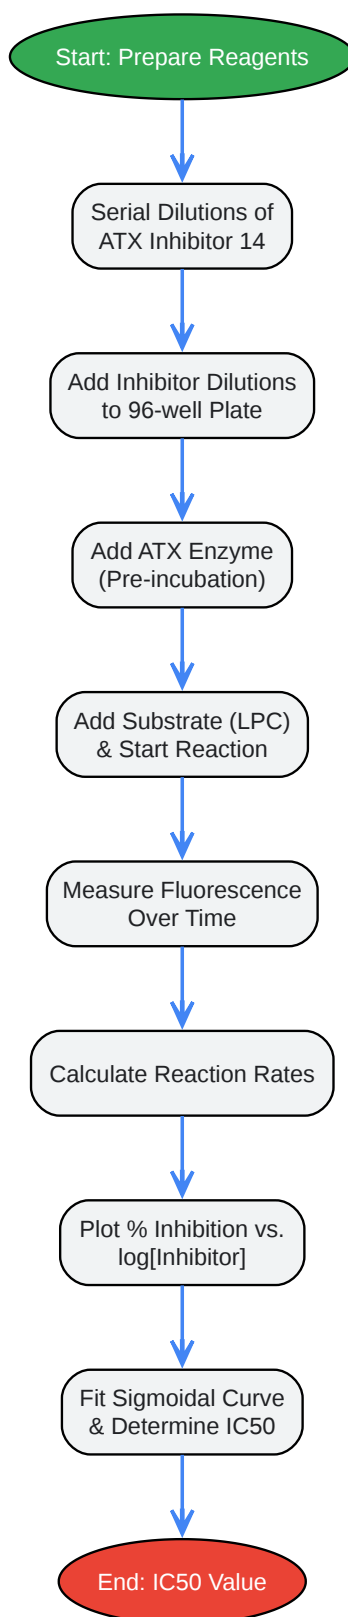 Start: Prepare Reagents
Serial Dilutions of
ATX Inhibitor 14
Add Inhibitor Dilutions
to 96-well Plate
Add ATX Enzyme
(Pre-incubation)
Add Substrate (LPC)
& Start Reaction
Measure Fluorescence
Over Time
Calculate Reaction Rates
Plot % Inhibition vs.
log[Inhibitor]
Fit Sigmoidal Curve
& Determine IC50
End: IC50 Value